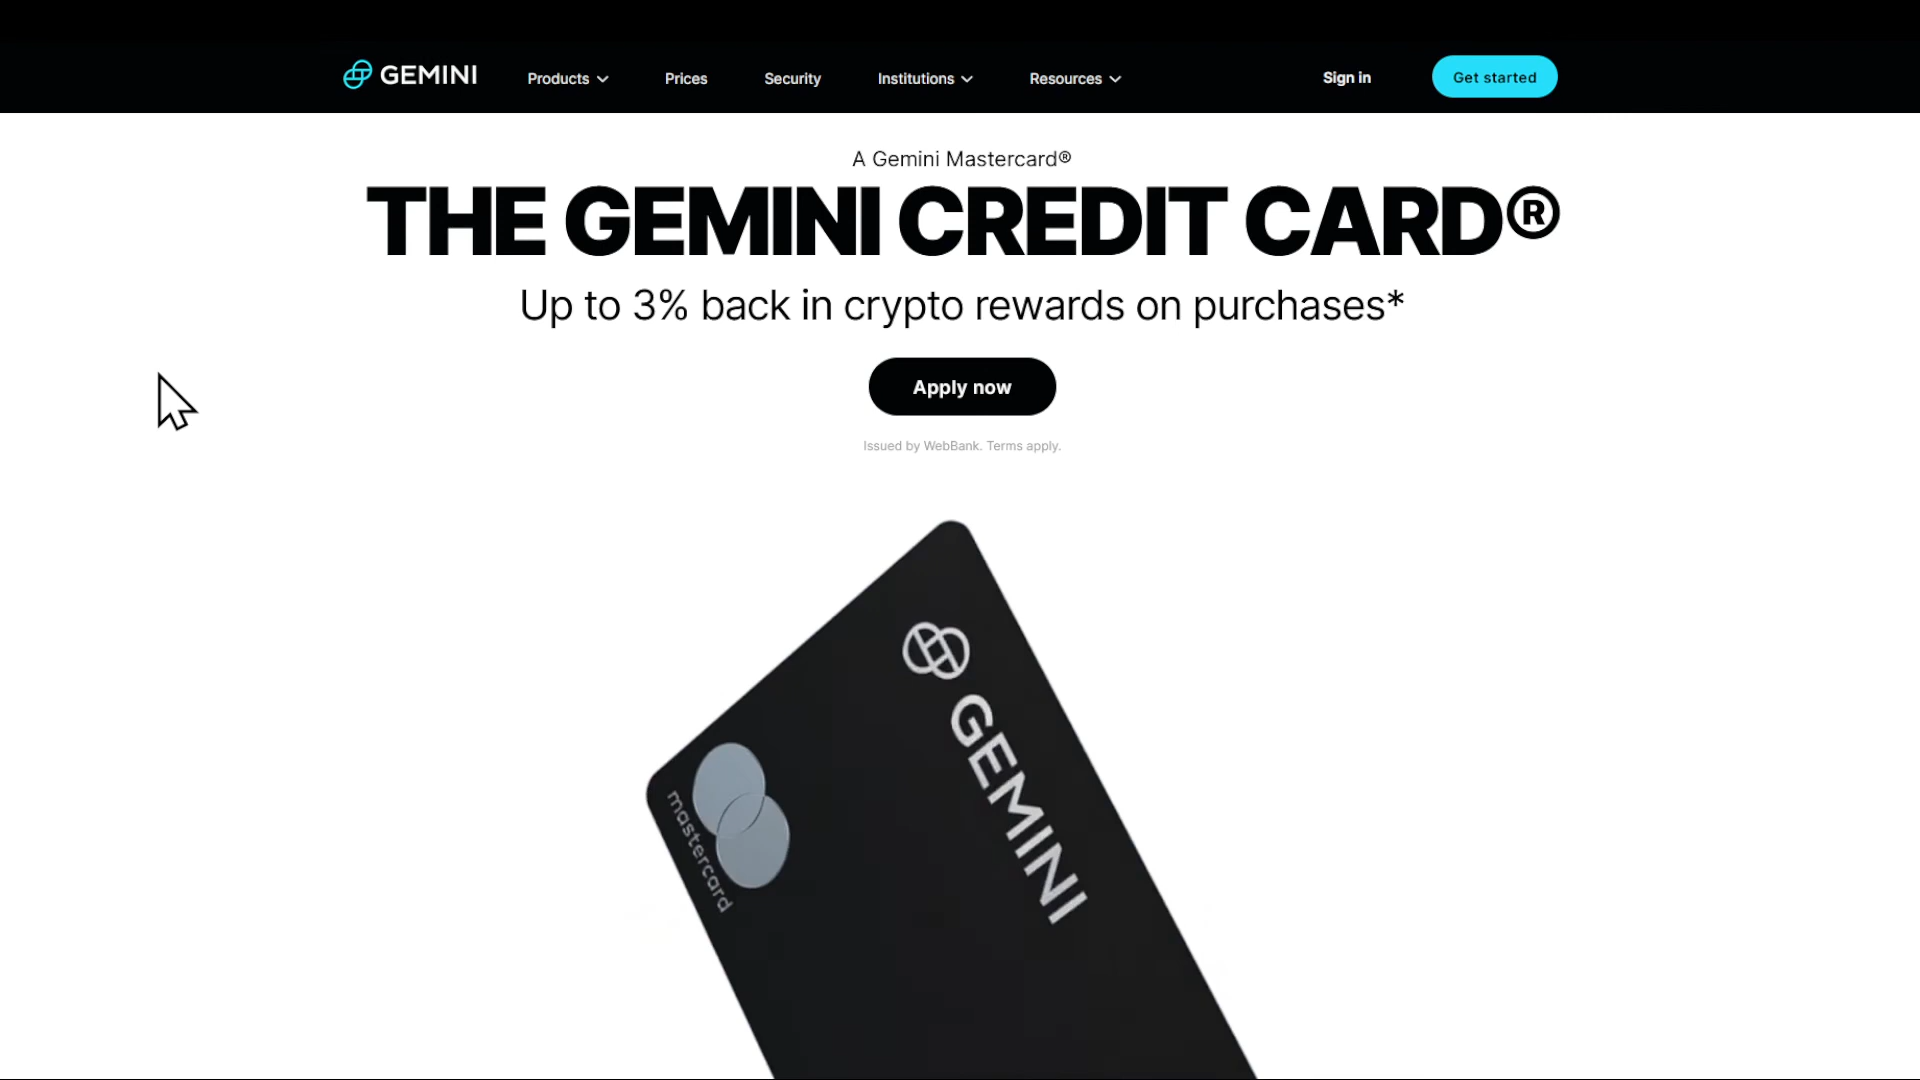 GEMINI
Products
Prices
Security
Institutions
Resources
Sign in
Get started
A Gemini Mastercard®
THE GEMINI CREDIT CARD®
Up to 3% back in crypto rewards on purchases*
Apply now
Issued by WebBank. Terms apply.
GEMINI
mastercard